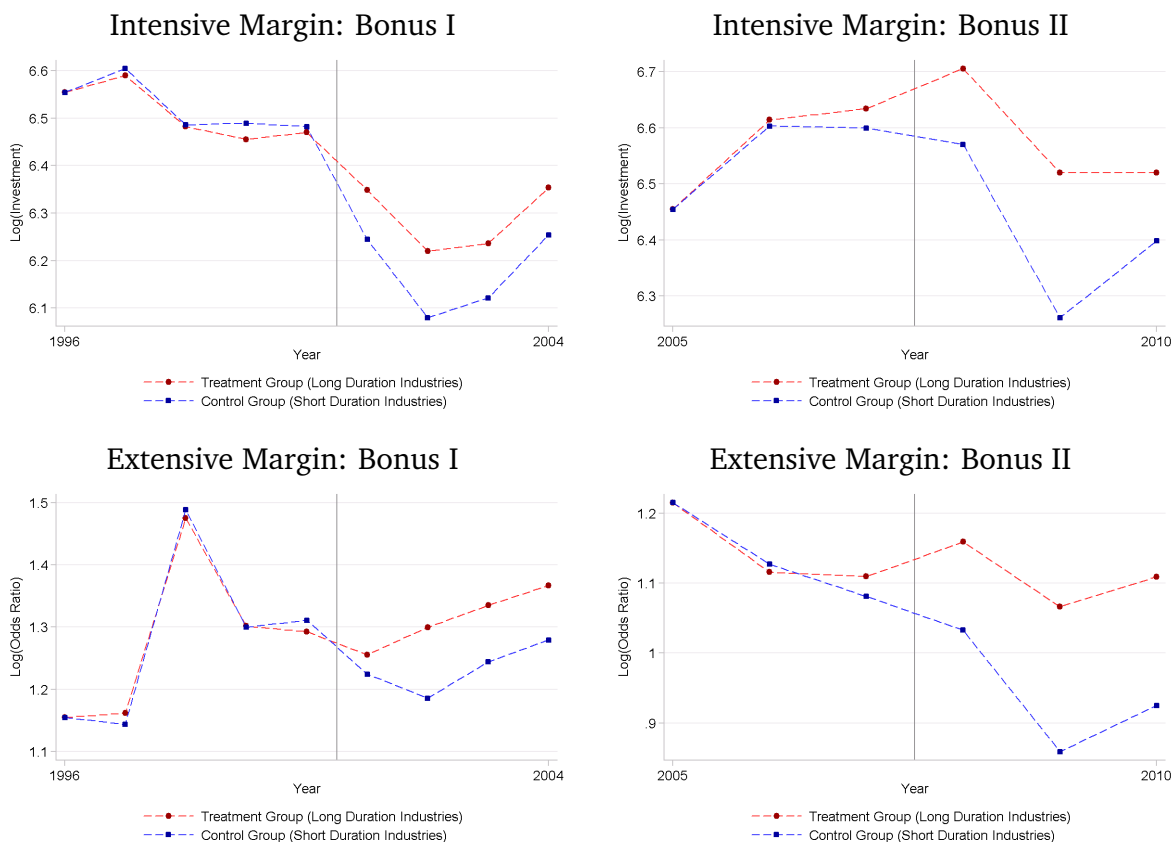 Intensive Margin: Bonus I
Log(Investment)
6.6
6.5
6.4
6.3
6.2
6.1
1996
2004
Year
Treatment Group (Long Duration Industries)
Control Group (Short Duration Industries)
Intensive Margin: Bonus II
Log(Investment)
6.7
6.6
6.5
6.4
6.3
2005
2010
Year
Treatment Group (Long Duration Industries)
Control Group (Short Duration Industries)
Extensive Margin: Bonus I
Log(Odds Ratio)
1.5
1.4
1.3
1.2
1.1
1996
2004
Year
Treatment Group (Long Duration Industries)
Control Group (Short Duration Industries)
Extensive Margin: Bonus II
Log(Odds Ratio)
1.2
1.1
1
.9
2005
2010
Year
Treatment Group (Long Duration Industries)
Control Group (Short Duration Industries)